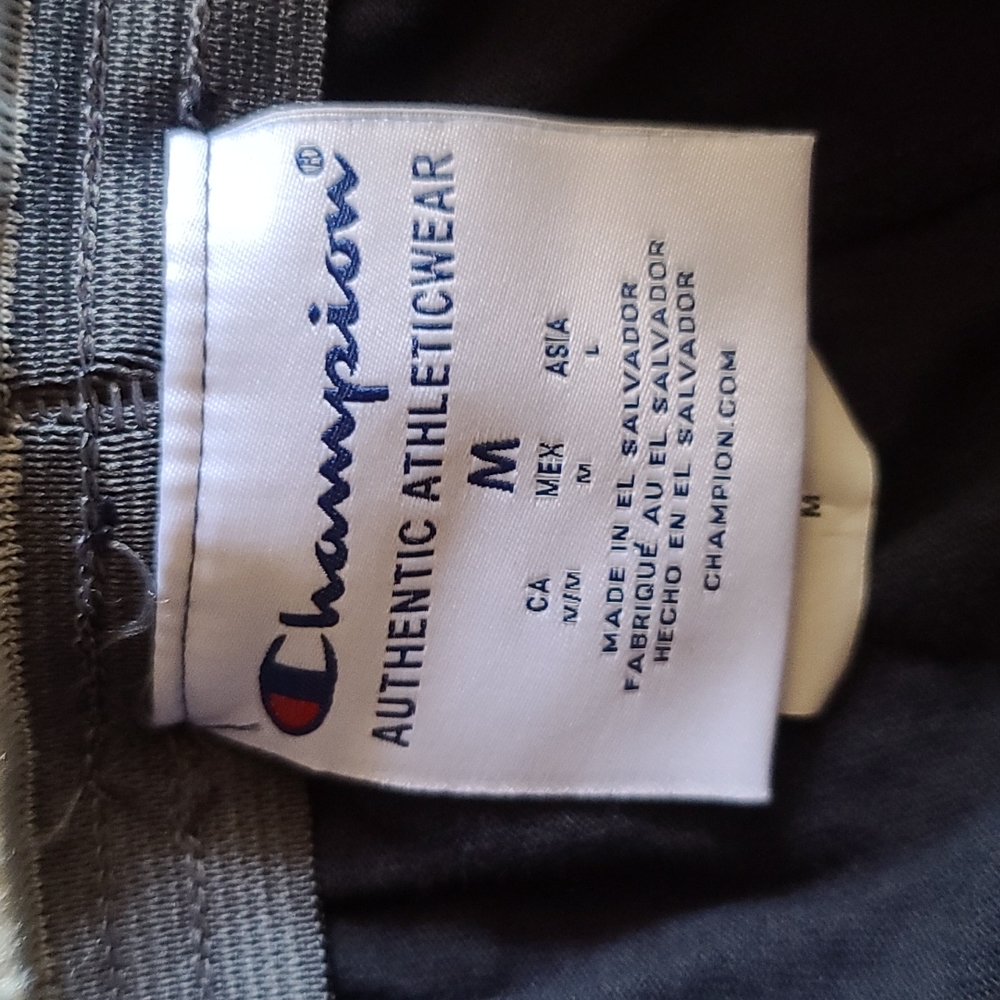 Champion®
AUTHENTIC ATHLETICWEAR
M
CA MEX ASIA
M/M M L
MADE IN EL SALVADOR
FABRIQUÉ AU EL SALVADOR
HECHO EN EL SALVADOR
CHAMPION.COM
M